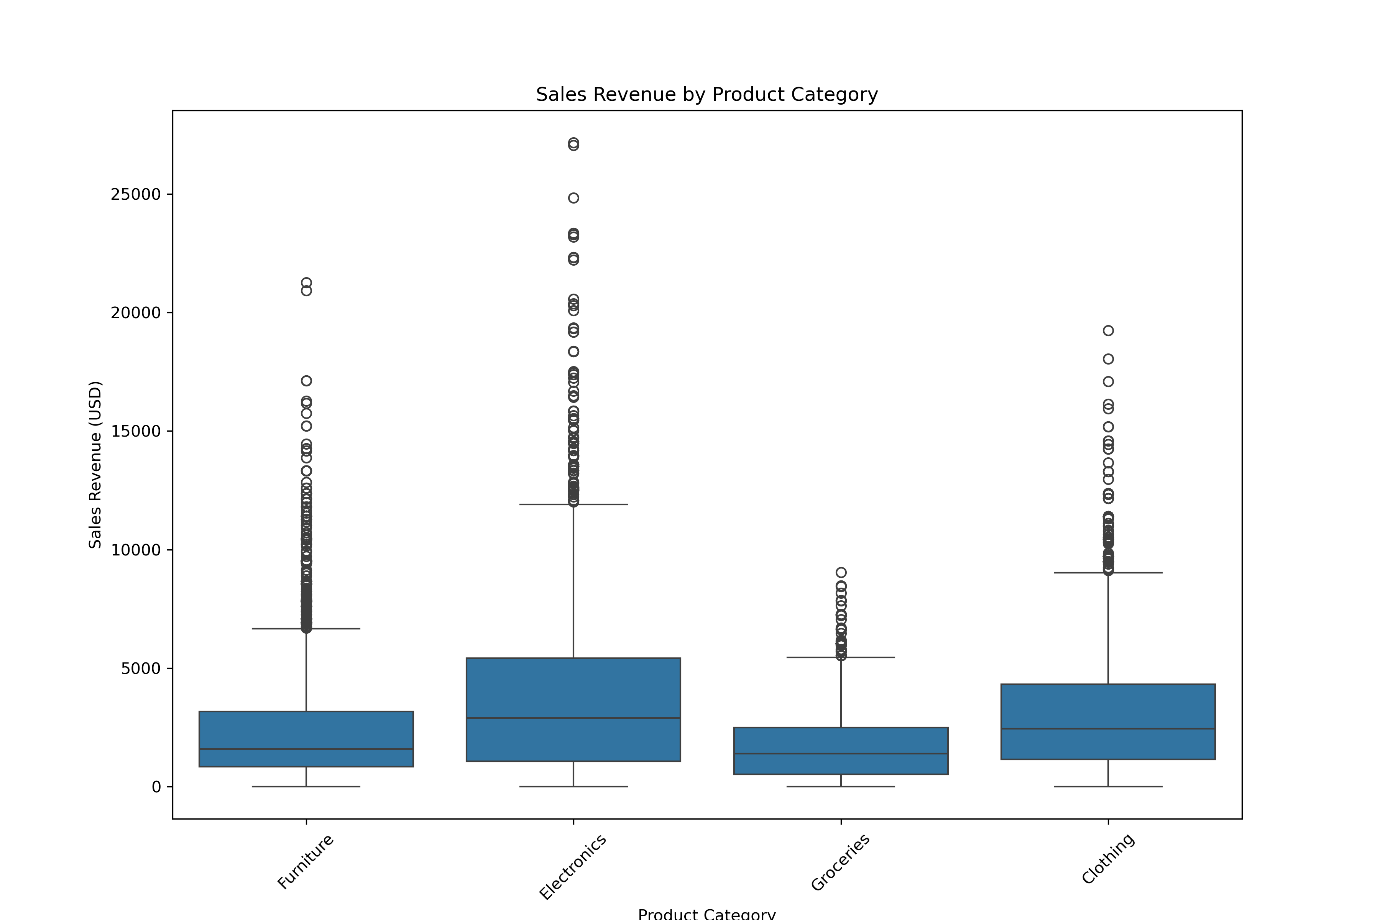 Sales Revenue by Product Category
25000
20000
15000
10000
5000
0
Sales Revenue (USD)
Furniture
Electronics
Groceries
Clothing
Product Category